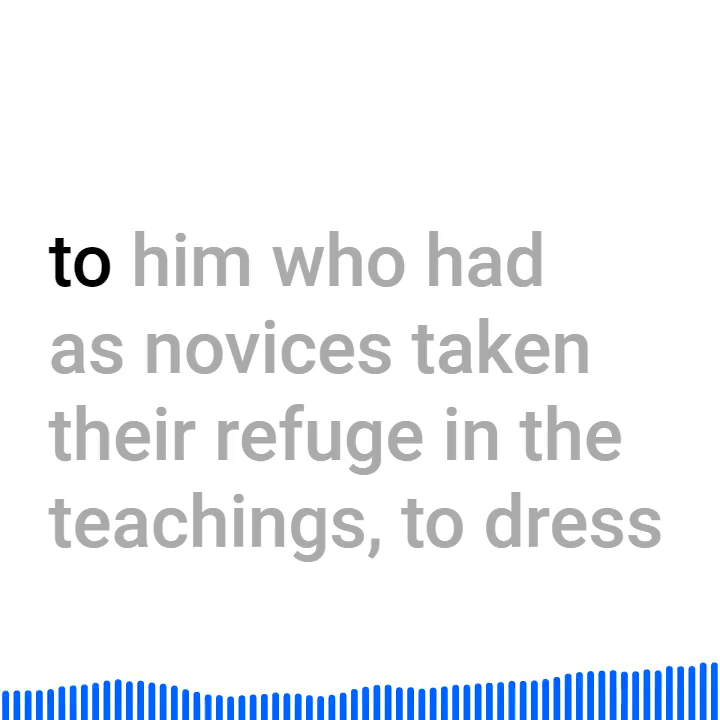 to him who had
as novices taken
their refuge in the
teachings, to dress